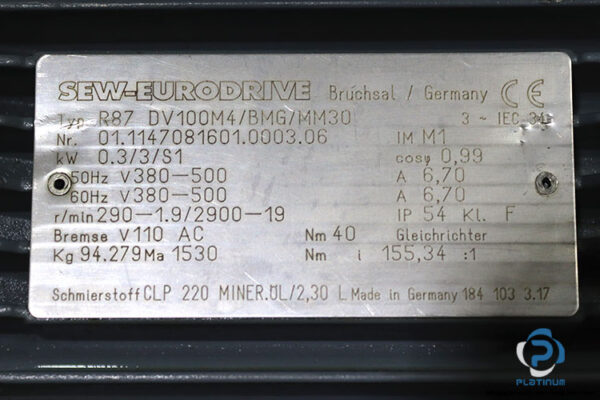 SEW-EURODRIVE Bruchsal / Germany CE
Typ R87 DV100M4/BMG/MM30 3 ~ IEC 34
Nr. 01.1147081601.0003.06 IM M1
kW 0.3/3/S1 cosφ 0,99
50Hz V380-500 A 6,70
60Hz V380-500 A 6,70
r/min 290-1.9/2900-19 IP 54 Kl. F
Bremse V110 AC Nm 40 Gleichrichter
Kg 94.279 Ma 1530 Nm i 155,34 :1
Schmierstoff CLP 220 MINER.ÖL/2,30 L Made in Germany 184 103 3.17
PLATINUM